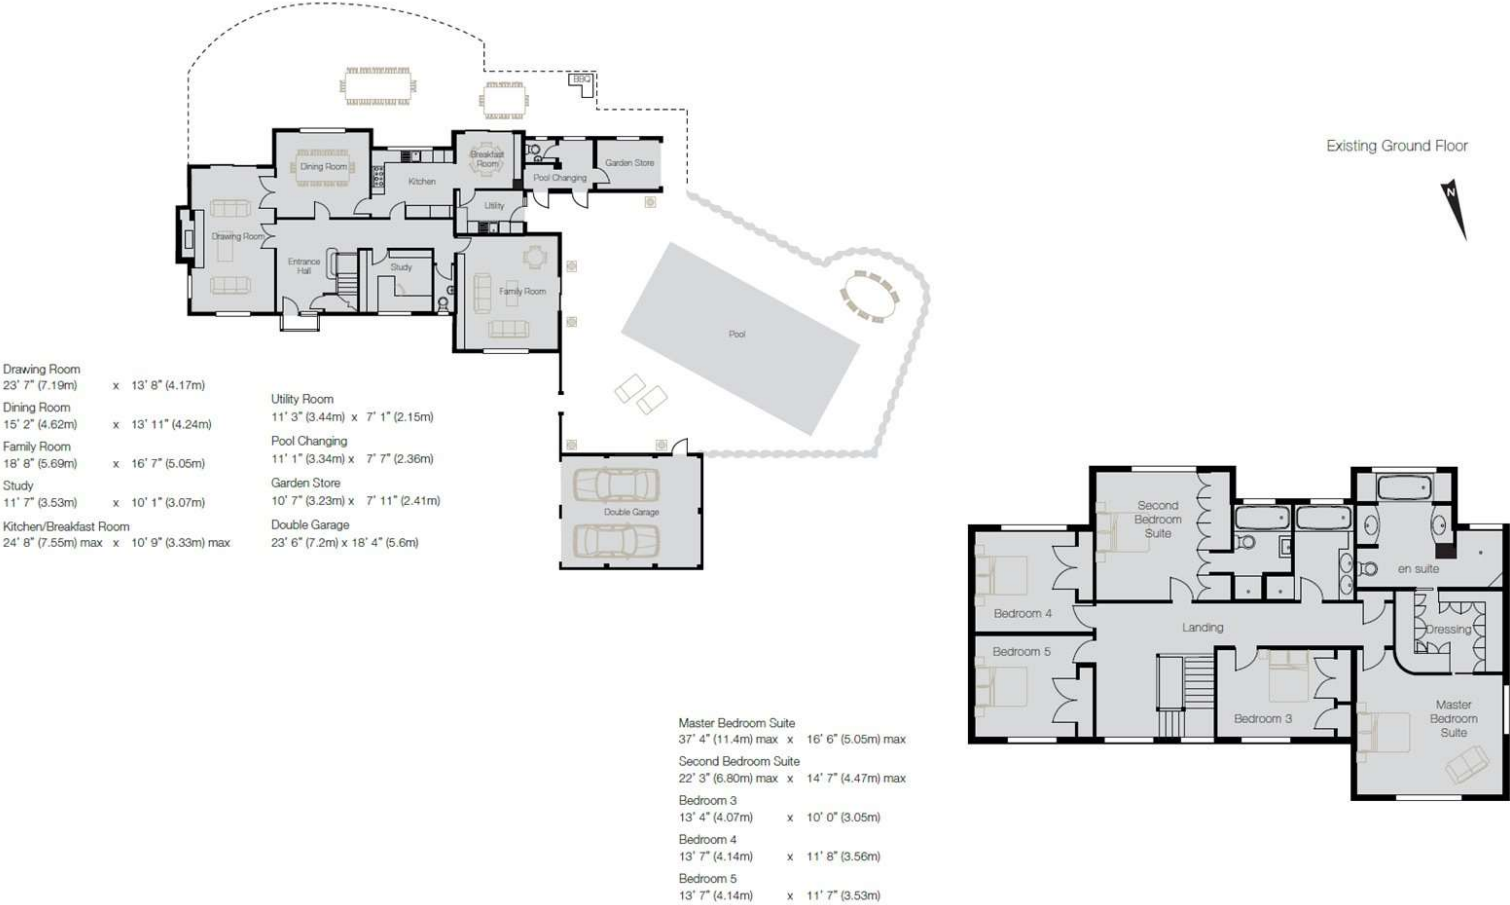 BBQ
Existing Ground Floor
N
Dining Room
Breakfast
Room
Garden Store
Kitchen
Pool Changing
Utility
Drawing Room
Entrance
Hall
Study
Family Room
Pool
Double Garage
Drawing Room
23' 7" (7.19m) x 13' 8" (4.17m)
Dining Room
15' 2" (4.62m) x 13' 11" (4.24m)
Family Room
18' 8" (5.69m) x 16' 7" (5.05m)
Study
11' 7" (3.53m) x 10' 1" (3.07m)
Kitchen/Breakfast Room
24' 8" (7.55m) max x 10' 9" (3.33m) max
Utility Room
11' 3" (3.44m) x 7' 1" (2.15m)
Pool Changing
11' 1" (3.34m) x 7' 7" (2.36m)
Garden Store
10' 7" (3.23m) x 7' 11" (2.41m)
Double Garage
23' 6" (7.2m) x 18' 4" (5.6m)
Second
Bedroom
Suite
en suite
Bedroom 4
Landing
Dressing
Bedroom 5
Bedroom 3
Master
Bedroom
Suite
Master Bedroom Suite
37' 4" (11.4m) max x 16' 6" (5.05m) max
Second Bedroom Suite
22' 3" (6.80m) max x 14' 7" (4.47m) max
Bedroom 3
13' 4" (4.07m) x 10' 0" (3.05m)
Bedroom 4
13' 7" (4.14m) x 11' 8" (3.56m)
Bedroom 5
13' 7" (4.14m) x 11' 7" (3.53m)